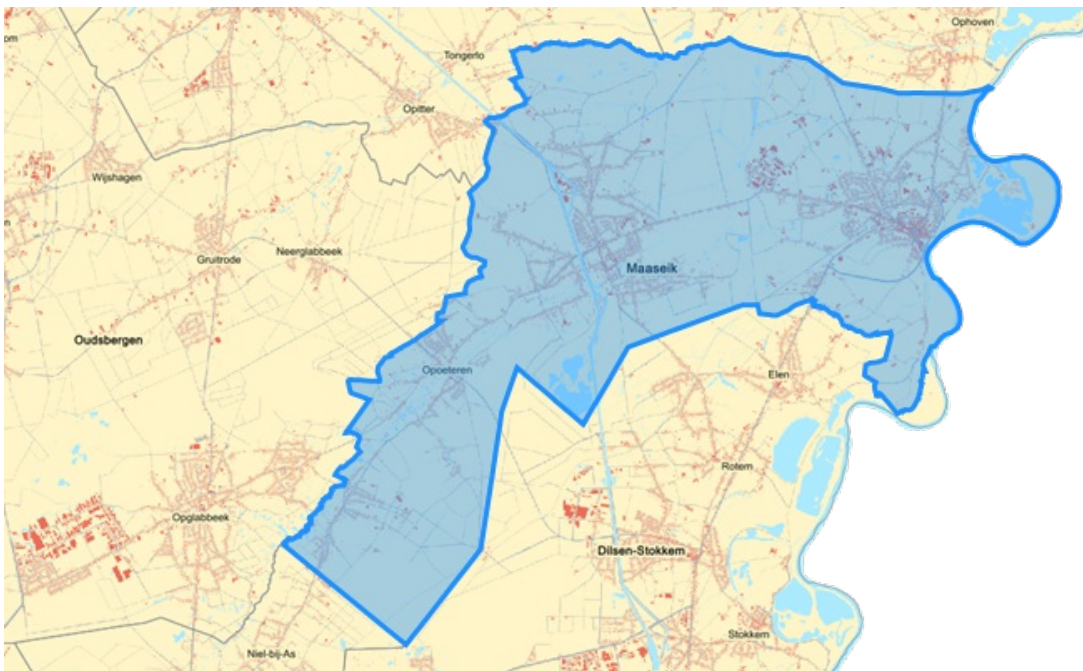 Ophoven
Tongerlo
Opitter
Wijshagen
Gruitrode
Neerglabbeek
Maaseik
Oudsbergen
Opoeteren
Elen
Rotem
Opglabbeek
Dilsen-Stokkem
Stokkem
Niel-bij-As